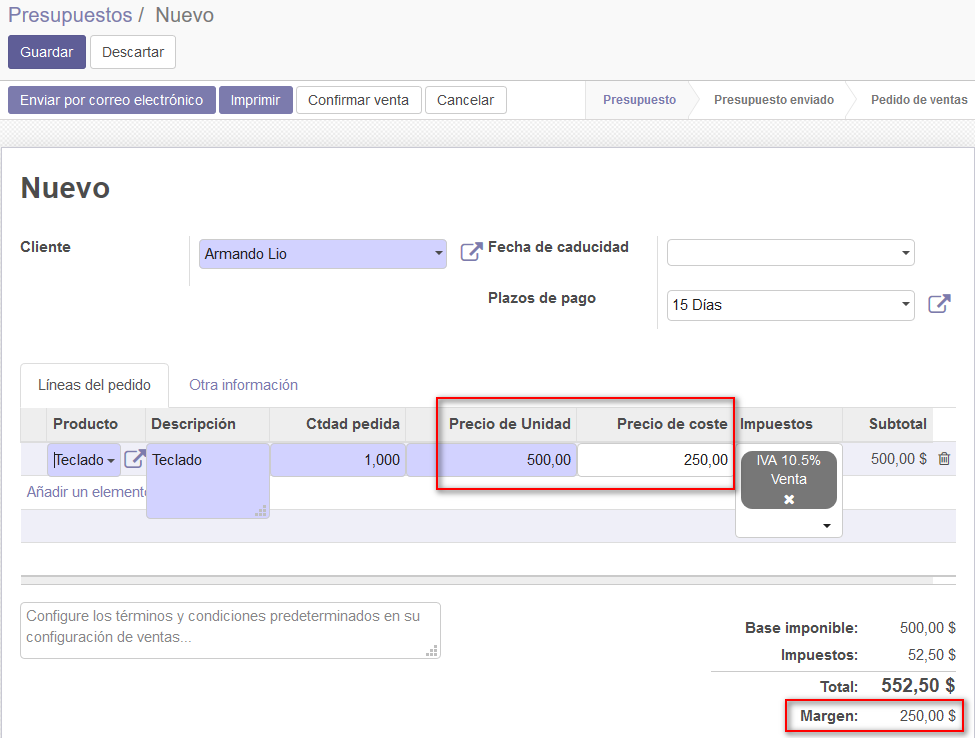 Presupuestos / Nuevo
Guardar Descartar
Enviar por correo electrónico Imprimir Confirmar venta Cancelar Presupuesto Presupuesto enviado Pedido de ventas
Nuevo
Cliente Armando Lio Fecha de caducidad
Plazos de pago 15 Días
Líneas del pedido Otra información
Producto Descripción Ctdad pedida Precio de Unidad Precio de coste Impuestos Subtotal
Teclado Teclado 1,000 500,00 250,00 IVA 10.5% 500,00 $
Venta
Añadir un elemento
Configure los términos y condiciones predeterminados en su
configuración de ventas...
Base imponible: 500,00 $
Impuestos: 52,50 $
Total: 552,50 $
Margen: 250,00 $